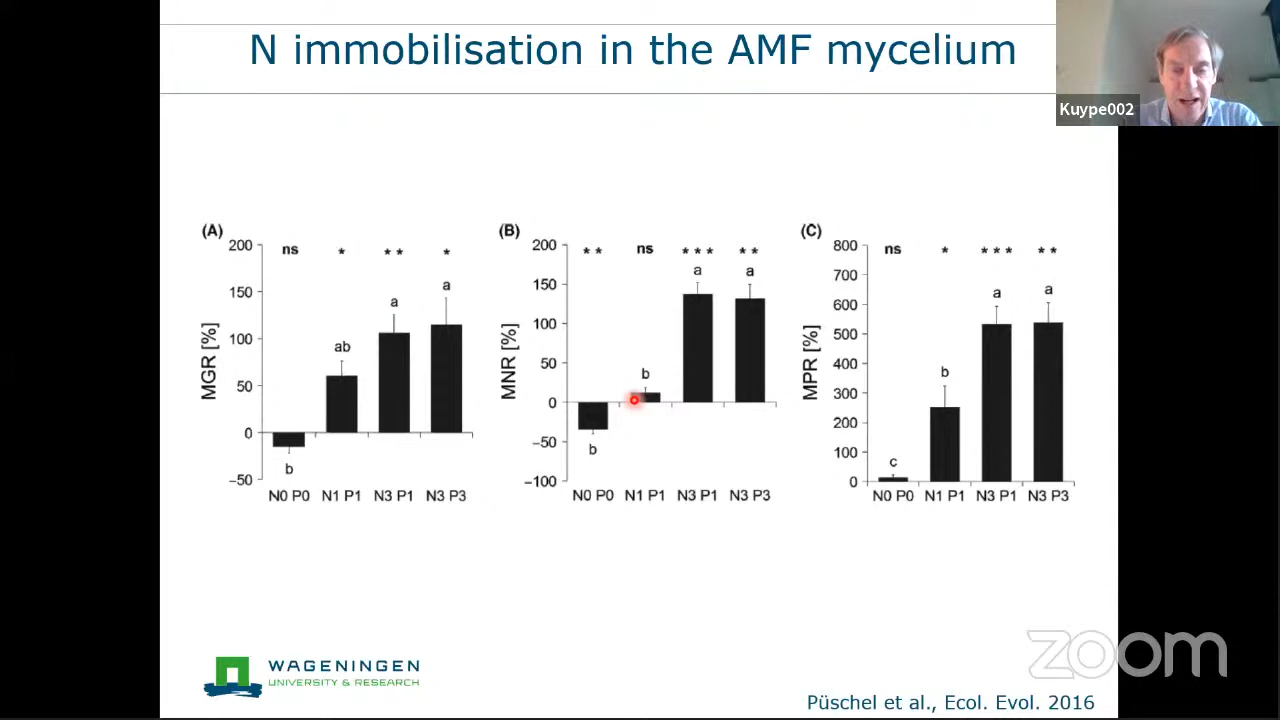 N immobilisation in the AMF mycelium
Kuype002
(A)
MGR [%]
200
150
100
50
0
−50
ns
*
**
*
b
ab
a
a
N0 P0
N1 P1
N3 P1
N3 P3
(B)
MNR [%]
200
150
100
50
0
−50
−100
**
ns
***
**
b
b
a
a
N0 P0
N1 P1
N3 P1
N3 P3
(C)
MPR [%]
800
700
600
500
400
300
200
100
0
ns
*
***
**
c
b
a
a
N0 P0
N1 P1
N3 P1
N3 P3
WAGENINGEN
UNIVERSITY & RESEARCH
zoom
Püschel et al., Ecol. Evol. 2016